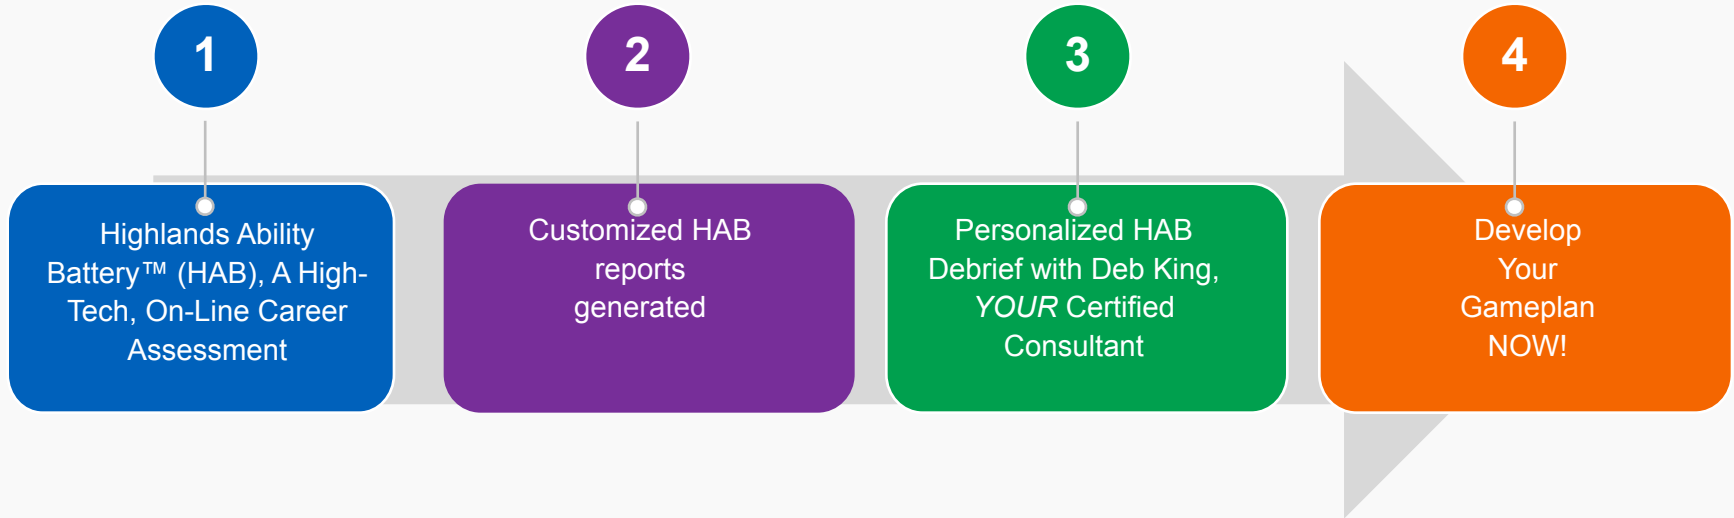 1
Highlands Ability
Battery™ (HAB), A High-
Tech, On-Line Career
Assessment
2
Customized HAB
reports
generated
3
Personalized HAB
Debrief with Deb King,
YOUR Certified
Consultant
4
Develop
Your
Gameplan
NOW!